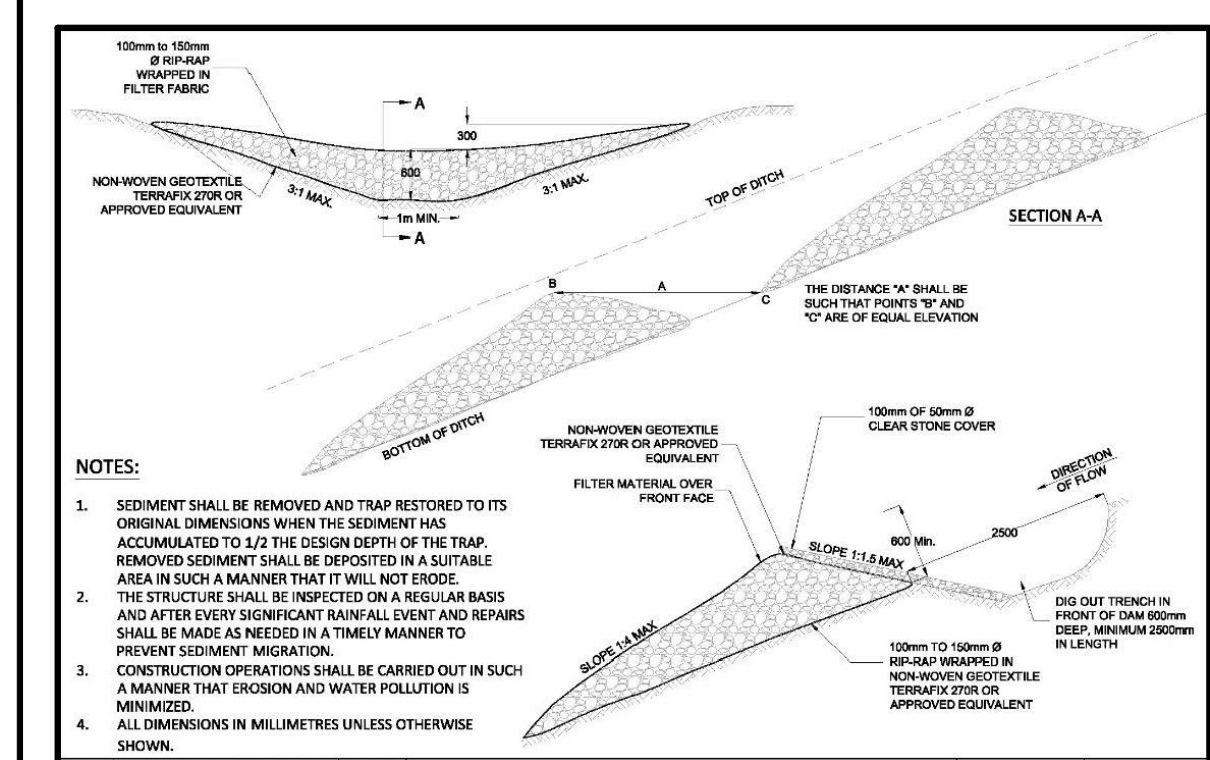 100mm to 150mm
Ø RIP-RAP
WRAPPED IN
FILTER FABRIC
A
300
600
NON-WOVEN GEOTEXTILE
TERRAFIX 270R OR
APPROVED EQUIVALENT
3:1 MAX.
3:1 MAX.
1m MIN.
A
TOP OF DITCH
SECTION A-A
B
A
C
THE DISTANCE "A" SHALL BE
SUCH THAT POINTS "B" AND
"C" ARE OF EQUAL ELEVATION
BOTTOM OF DITCH
NON-WOVEN GEOTEXTILE
TERRAFIX 270R OR APPROVED
EQUIVALENT
100mm OF 50mm Ø
CLEAR STONE COVER
FILTER MATERIAL OVER
FRONT FACE
DIRECTION
OF FLOW
2500
600 Min.
SLOPE 1:1.5 MAX
SLOPE 1:4 MAX
DIG OUT TRENCH IN
FRONT OF DAM 600mm
DEEP, MINIMUM 2500mm
IN LENGTH
100mm TO 150mm Ø
RIP-RAP WRAPPED IN
NON-WOVEN GEOTEXTILE
TERRAFIX 270R OR
APPROVED EQUIVALENT
NOTES:
1. SEDIMENT SHALL BE REMOVED AND TRAP RESTORED TO ITS
ORIGINAL DIMENSIONS WHEN THE SEDIMENT HAS
ACCUMULATED TO 1/2 THE DESIGN DEPTH OF THE TRAP.
REMOVED SEDIMENT SHALL BE DEPOSITED IN A SUITABLE
AREA IN SUCH A MANNER THAT IT WILL NOT ERODE.
2. THE STRUCTURE SHALL BE INSPECTED ON A REGULAR BASIS
AND AFTER EVERY SIGNIFICANT RAINFALL EVENT AND REPAIRS
SHALL BE MADE AS NEEDED IN A TIMELY MANNER TO
PREVENT SEDIMENT MIGRATION.
3. CONSTRUCTION OPERATIONS SHALL BE CARRIED OUT IN SUCH
A MANNER THAT EROSION AND WATER POLLUTION IS
MINIMIZED.
4. ALL DIMENSIONS IN MILLIMETRES UNLESS OTHERWISE
SHOWN.